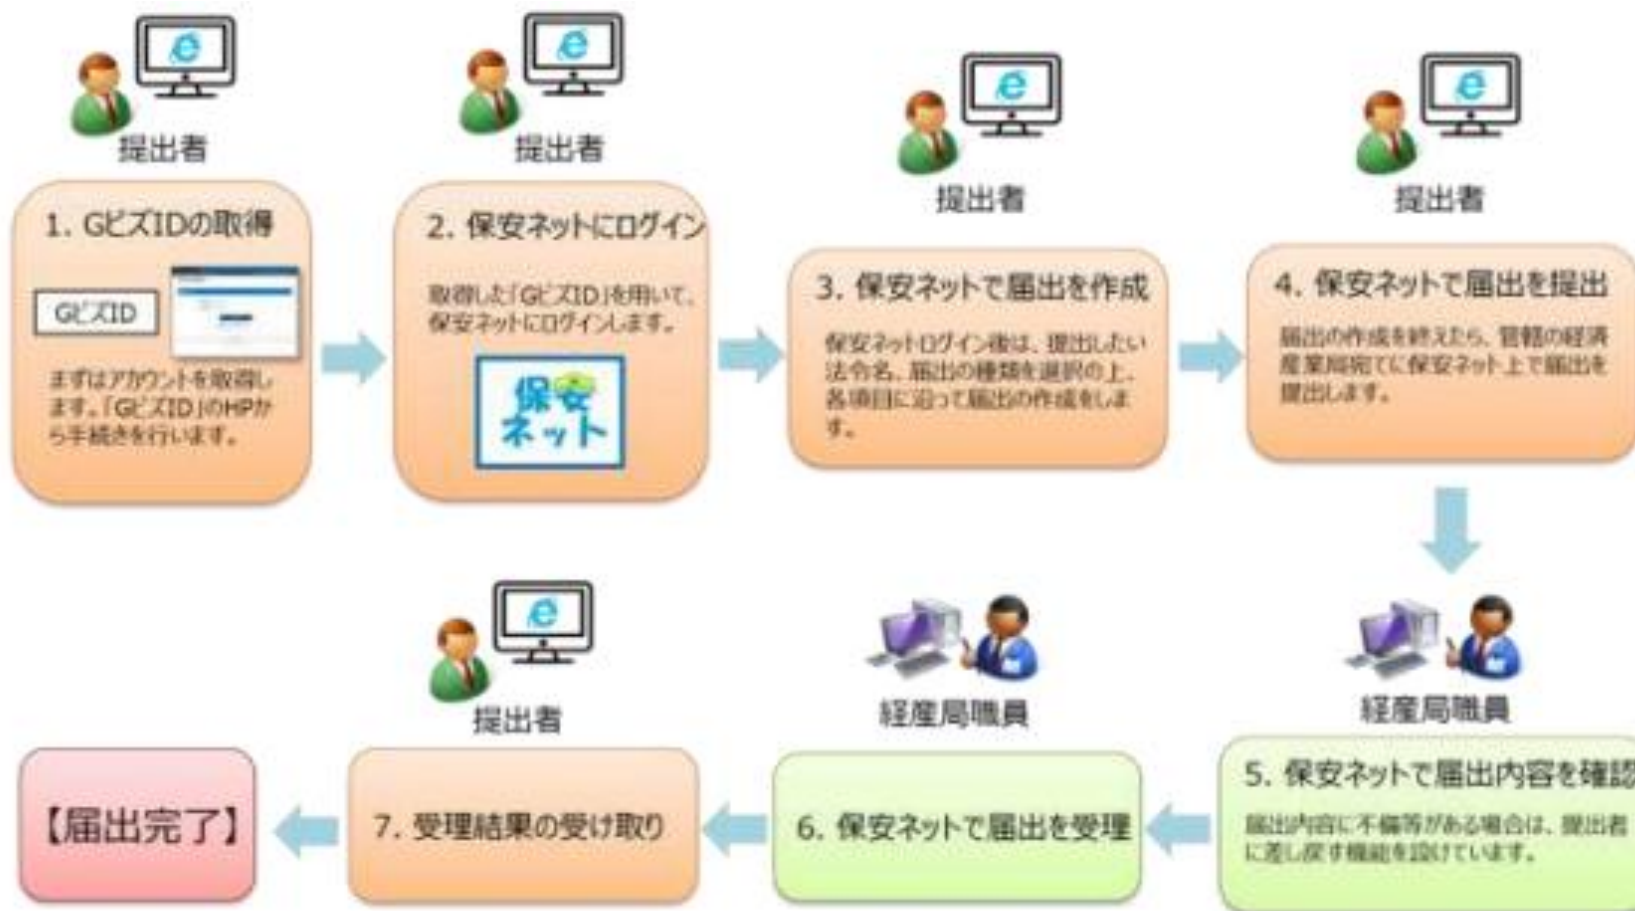 提出者
1. GビズIDの取得
GビズID
まずはアカウントを取得し
ます。「GビズID」のHPか
ら手続きを行います。
提出者
2. 保安ネットにログイン
取得した「GビズID」を用いて、
保安ネットにログインします。
保安
ネット
提出者
3. 保安ネットで届出を作成
保安ネットログイン後は、提出したい
法令名、届出の種類を選択の上、
各項目に沿って届出の作成をしま
す。
提出者
4. 保安ネットで届出を提出
届出の作成を終えたら、管轄の経済
産業局宛てに保安ネット上で届出を
提出します。
経産局職員
5. 保安ネットで届出内容を確認
届出内容に不備等がある場合は、提出者
に差し戻す機能を設けています。
経産局職員
6. 保安ネットで届出を受理
提出者
7. 受理結果の受け取り
【届出完了】